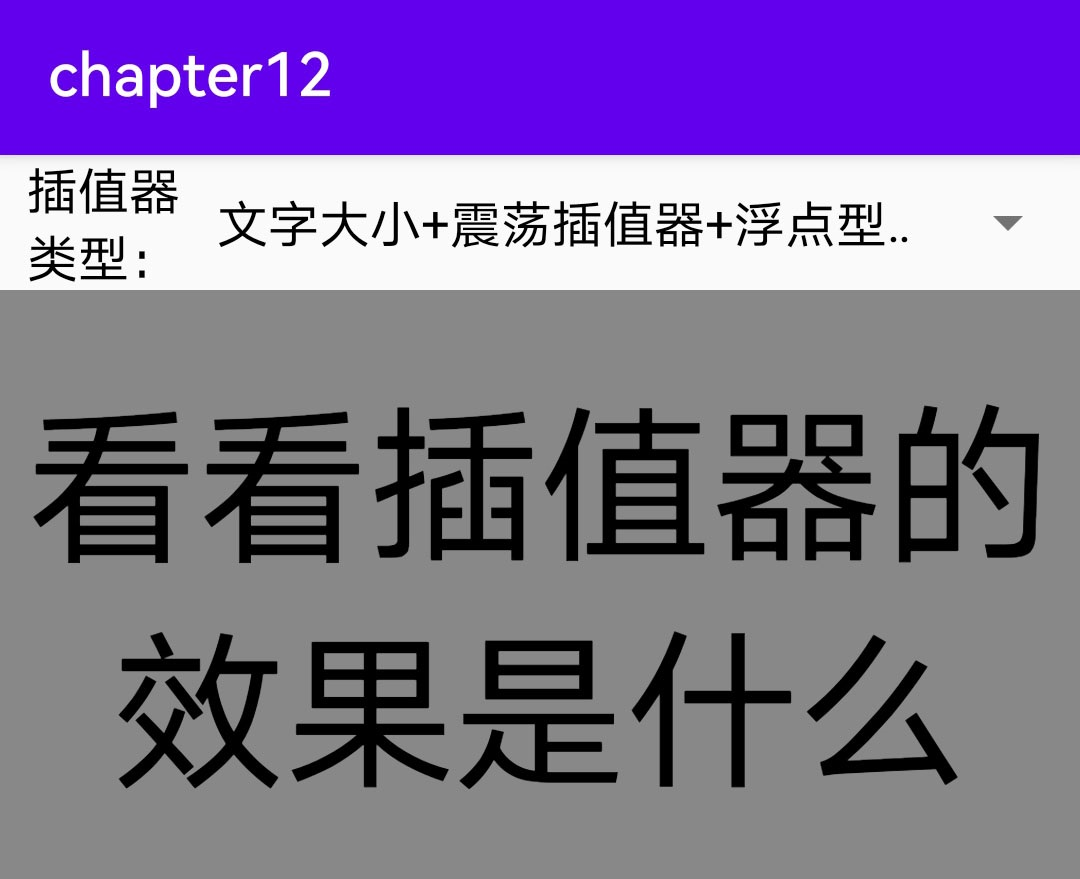 chapter12
插值器
类型：
文字大小+震荡插值器+浮点型..
看看插值器的
效果是什么